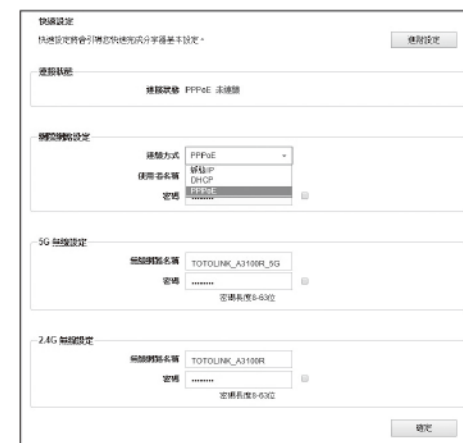 快速設定
快速設定將會引導您快速完成分享器基本設定。
進階設定
連接狀態
連接狀態 PPPoE 未連接
網際網路設定
連線方式 PPPoE
靜態IP
使用者名稱 DHCP
PPPoE
密碼 ........
5G 無線設定
無線網路名稱 TOTOLINK_A3100R_5G
密碼 ........
密碼長度8-63位
2.4G 無線設定
無線網路名稱 TOTOLINK_A3100R
密碼 ........
密碼長度8-63位
確定